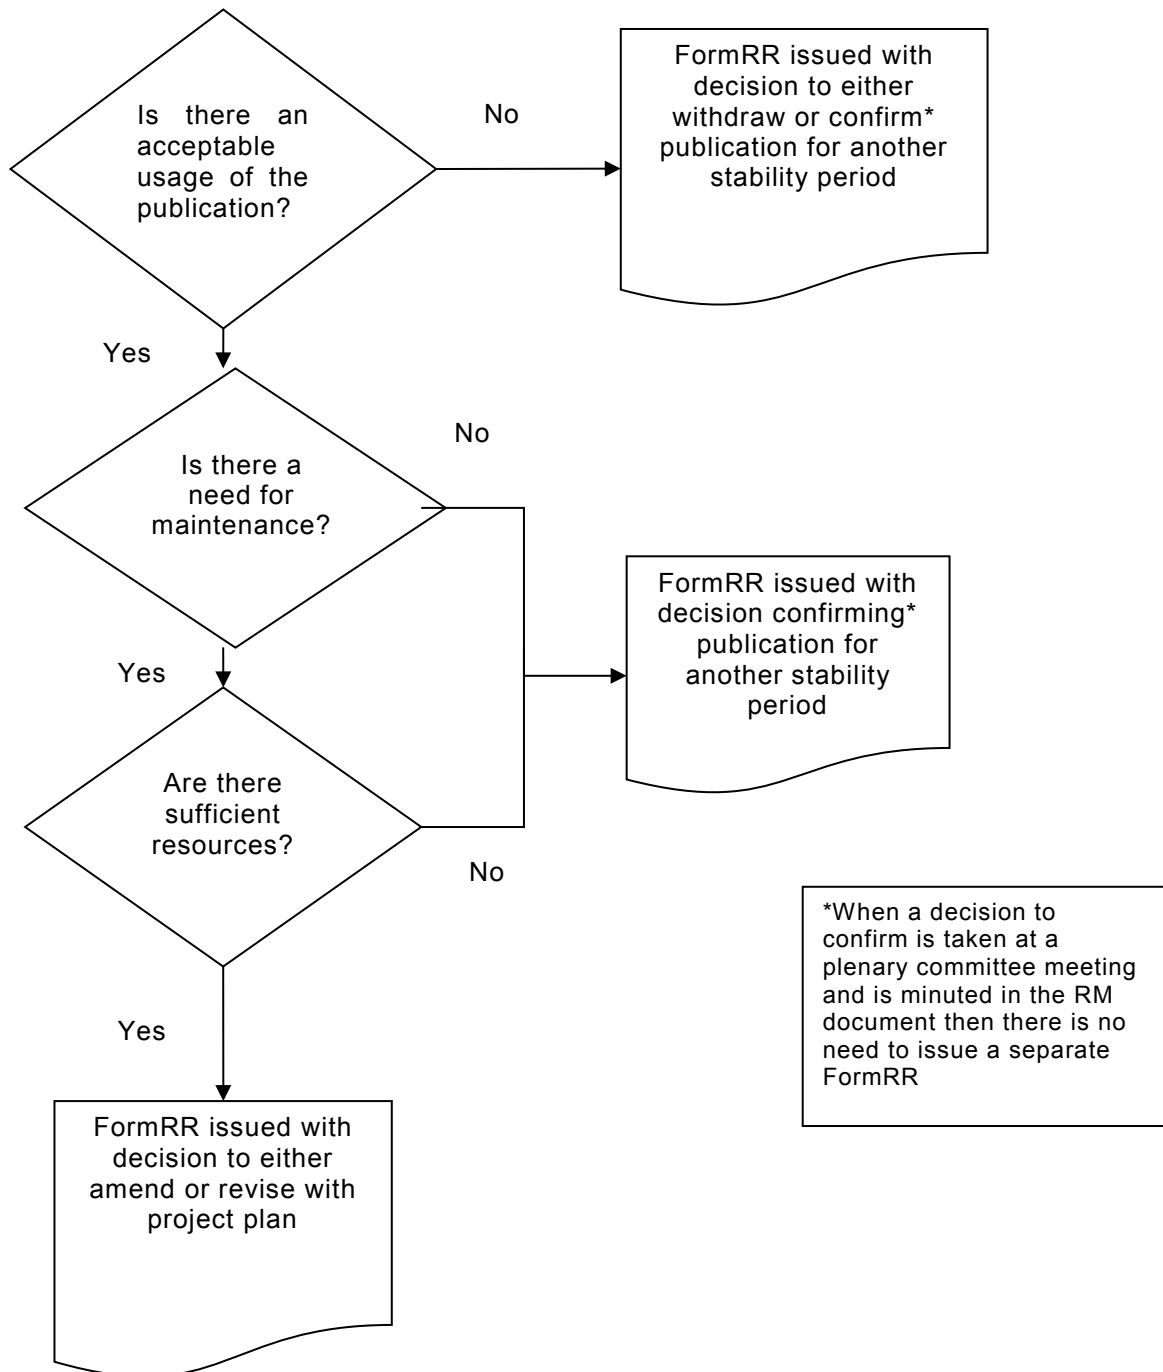 Is there an
acceptable
usage of the
publication?
No
FormRR issued with
decision to either
withdraw or confirm*
publication for another
stability period
Yes
Is there a
need for
maintenance?
No
FormRR issued with
decision confirming*
publication for
another stability
period
Yes
Are there
sufficient
resources?
No
*When a decision to
confirm is taken at a
plenary committee meeting
and is minuted in the RM
document then there is no
need to issue a separate
FormRR
Yes
FormRR issued with
decision to either
amend or revise with
project plan